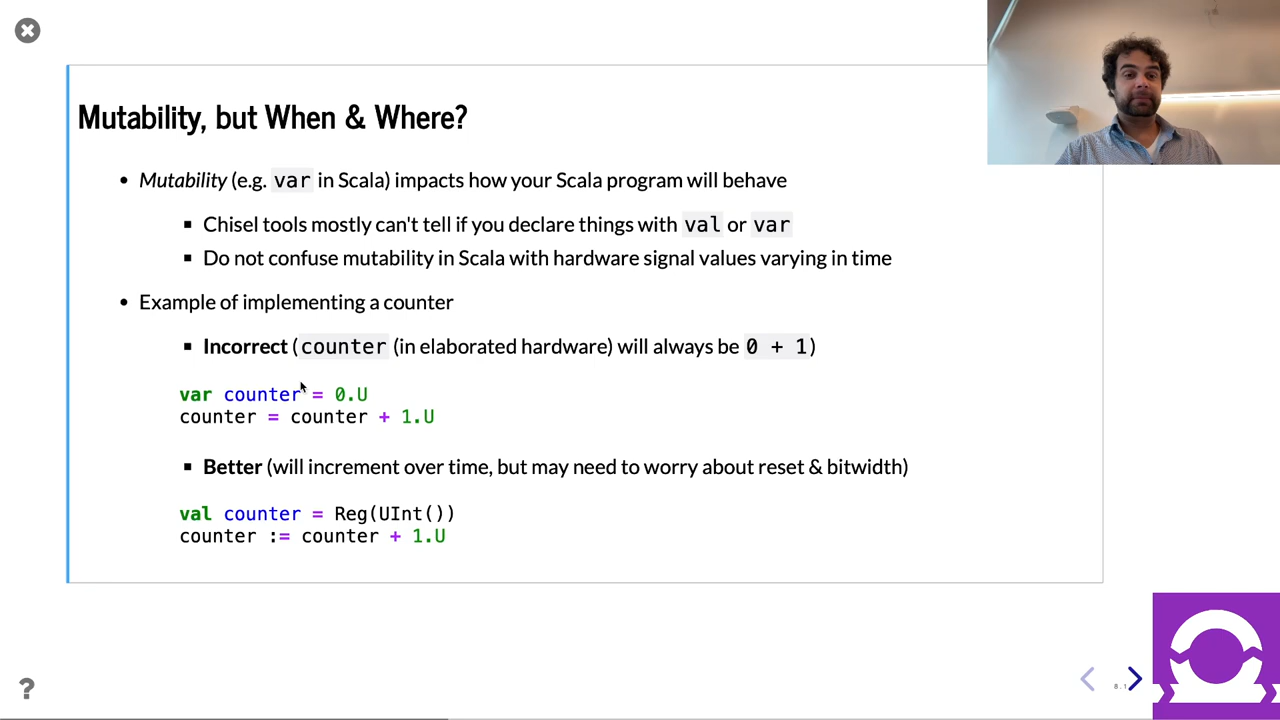 Mutability, but When & Where?
• Mutability (e.g. var in Scala) impacts how your Scala program will behave
▪ Chisel tools mostly can't tell if you declare things with val or var
▪ Do not confuse mutability in Scala with hardware signal values varying in time
• Example of implementing a counter
▪ Incorrect (counter (in elaborated hardware) will always be 0 + 1)
var counter = 0.U
counter = counter + 1.U
▪ Better (will increment over time, but may need to worry about reset & bitwidth)
val counter = Reg(UInt())
counter := counter + 1.U
?
8.1